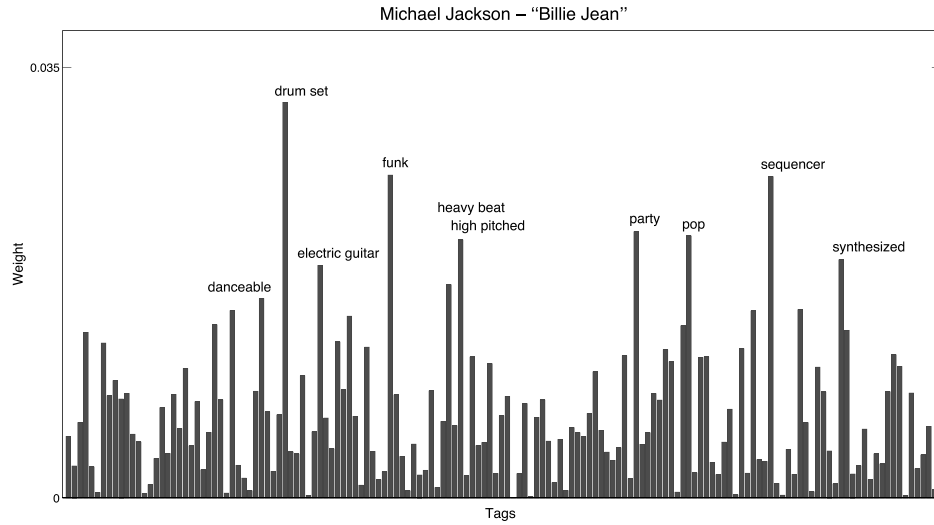 Michael Jackson – “Billie Jean”
0.035
drum set
funk
sequencer
heavy beat
high pitched
party
pop
electric guitar
synthesized
danceable
Weight
0
Tags